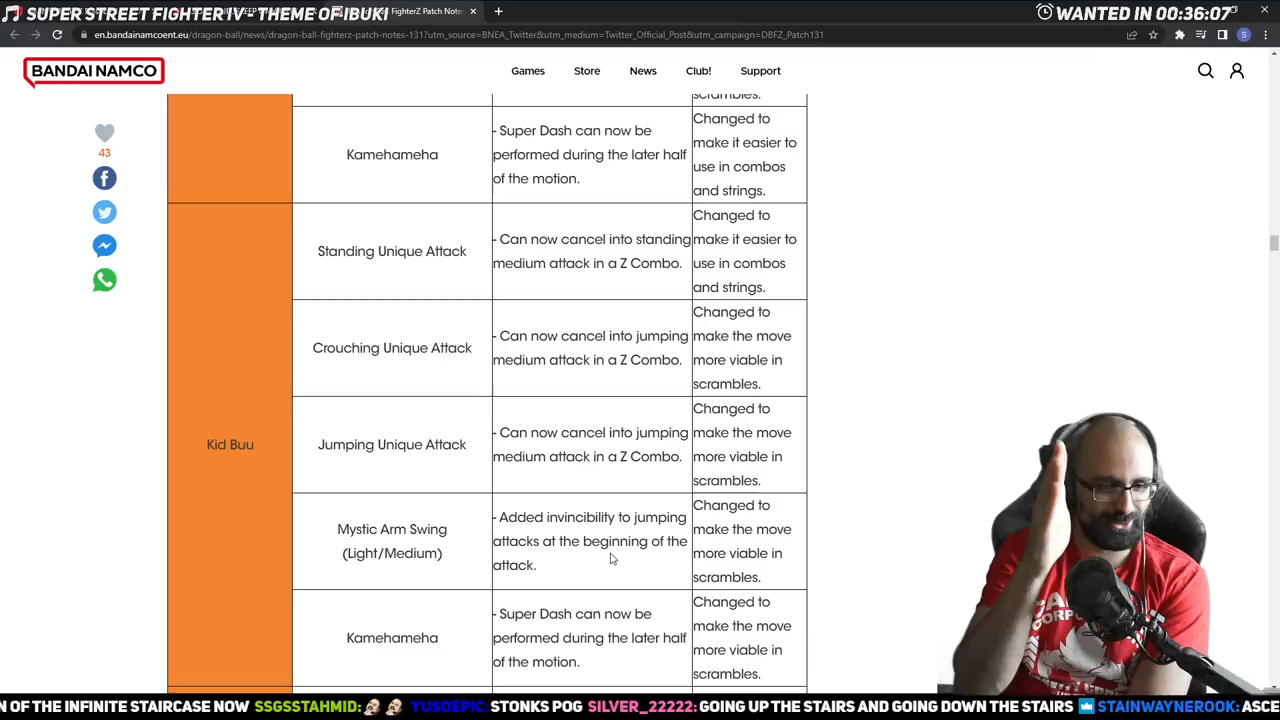 SUPER STREET FIGHTER IV - THEME OF IBUKI
FighterZ Patch Note
WANTED IN 00:36:07
en.bandainamcoent.eu/dragon-ball/news/dragon-ball-fighterz-patch-notes-131?utm_source=BNEA_Twitter&utm_medium=Twitter_Official_Post&utm_campaign=DBFZ_Patch131
BANDAI NAMCO
Games
Store
News
Club!
Support
43
scrambles.
Kamehameha
- Super Dash can now be
performed during the later half
of the motion.
Changed to
make it easier to
use in combos
and strings.
Kid Buu
Standing Unique Attack
- Can now cancel into standing
medium attack in a Z Combo.
Changed to
make it easier to
use in combos
and strings.
Crouching Unique Attack
- Can now cancel into jumping
medium attack in a Z Combo.
Changed to
make the move
more viable in
scrambles.
Jumping Unique Attack
- Can now cancel into jumping
medium attack in a Z Combo.
Changed to
make the move
more viable in
scrambles.
Mystic Arm Swing
(Light/Medium)
- Added invincibility to jumping
attacks at the beginning of the
attack.
Changed to
make the move
more viable in
scrambles.
Kamehameha
- Super Dash can now be
performed during the later half
of the motion.
Changed to
make the move
more viable in
scrambles.
N OF THE INFINITE STAIRCASE NOW SSGSSTAHMID: YUSOEPIC: STONKS POG SILVER_22222: GOING UP THE STAIRS AND GOING DOWN THE STAIRS STAINWAYNEROOK: ASCE